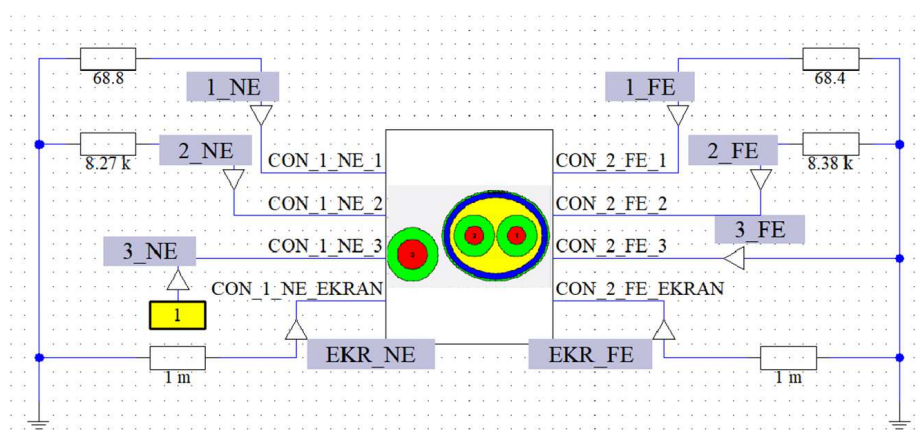 68.8
68.4
1_NE
1_FE
8.27 k
2_NE
CON_1_NE_1
CON_2_FE_1
2_FE
8.38 k
CON_1_NE_2
CON_2_FE_2
3_NE
CON_1_NE_3
CON_2_FE_3
3_FE
CON_1_NE_EKRAN
CON_2_FE_EKRAN
1
EKR_NE
EKR_FE
1 m
1 m